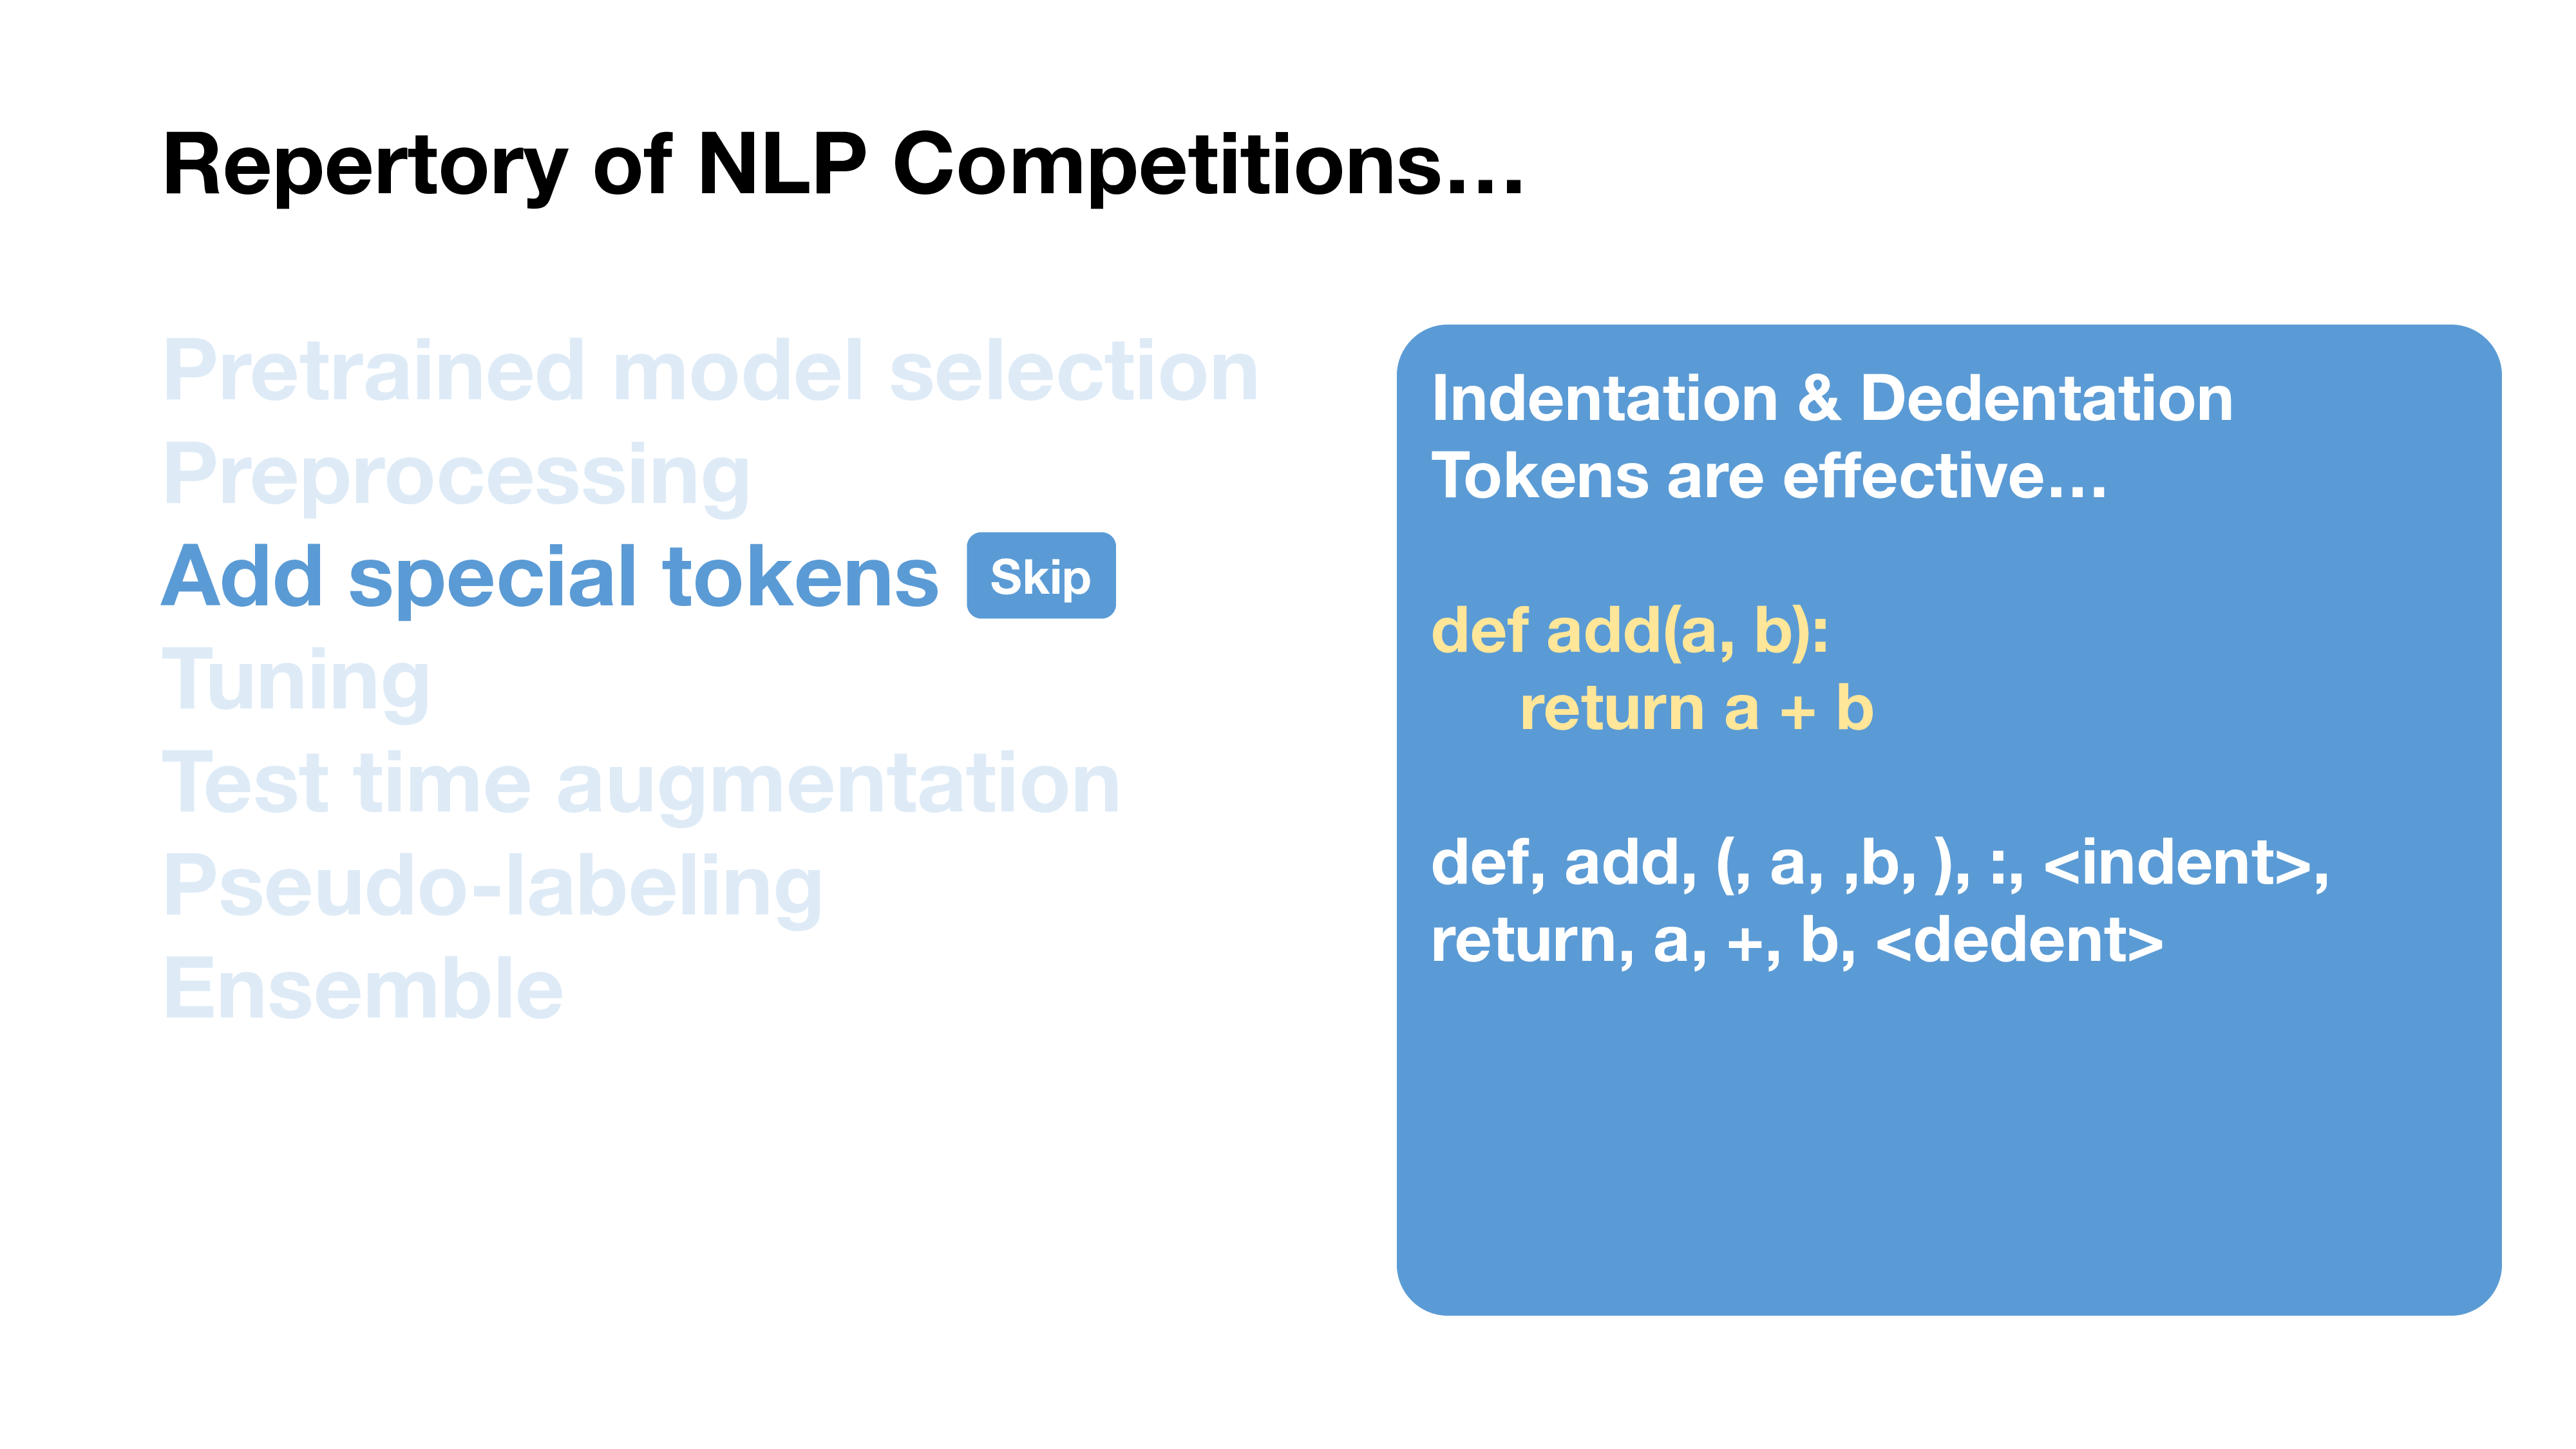 Repertory of NLP Competitions…
Pretrained model selection
Preprocessing
Add special tokens Skip
Tuning
Test time augmentation
Pseudo-labeling
Ensemble
Indentation & Dedentation
Tokens are effective…
def add(a, b):
return a + b
def, add, (, a, ,b, ), :, <indent>,
return, a, +, b, <dedent>